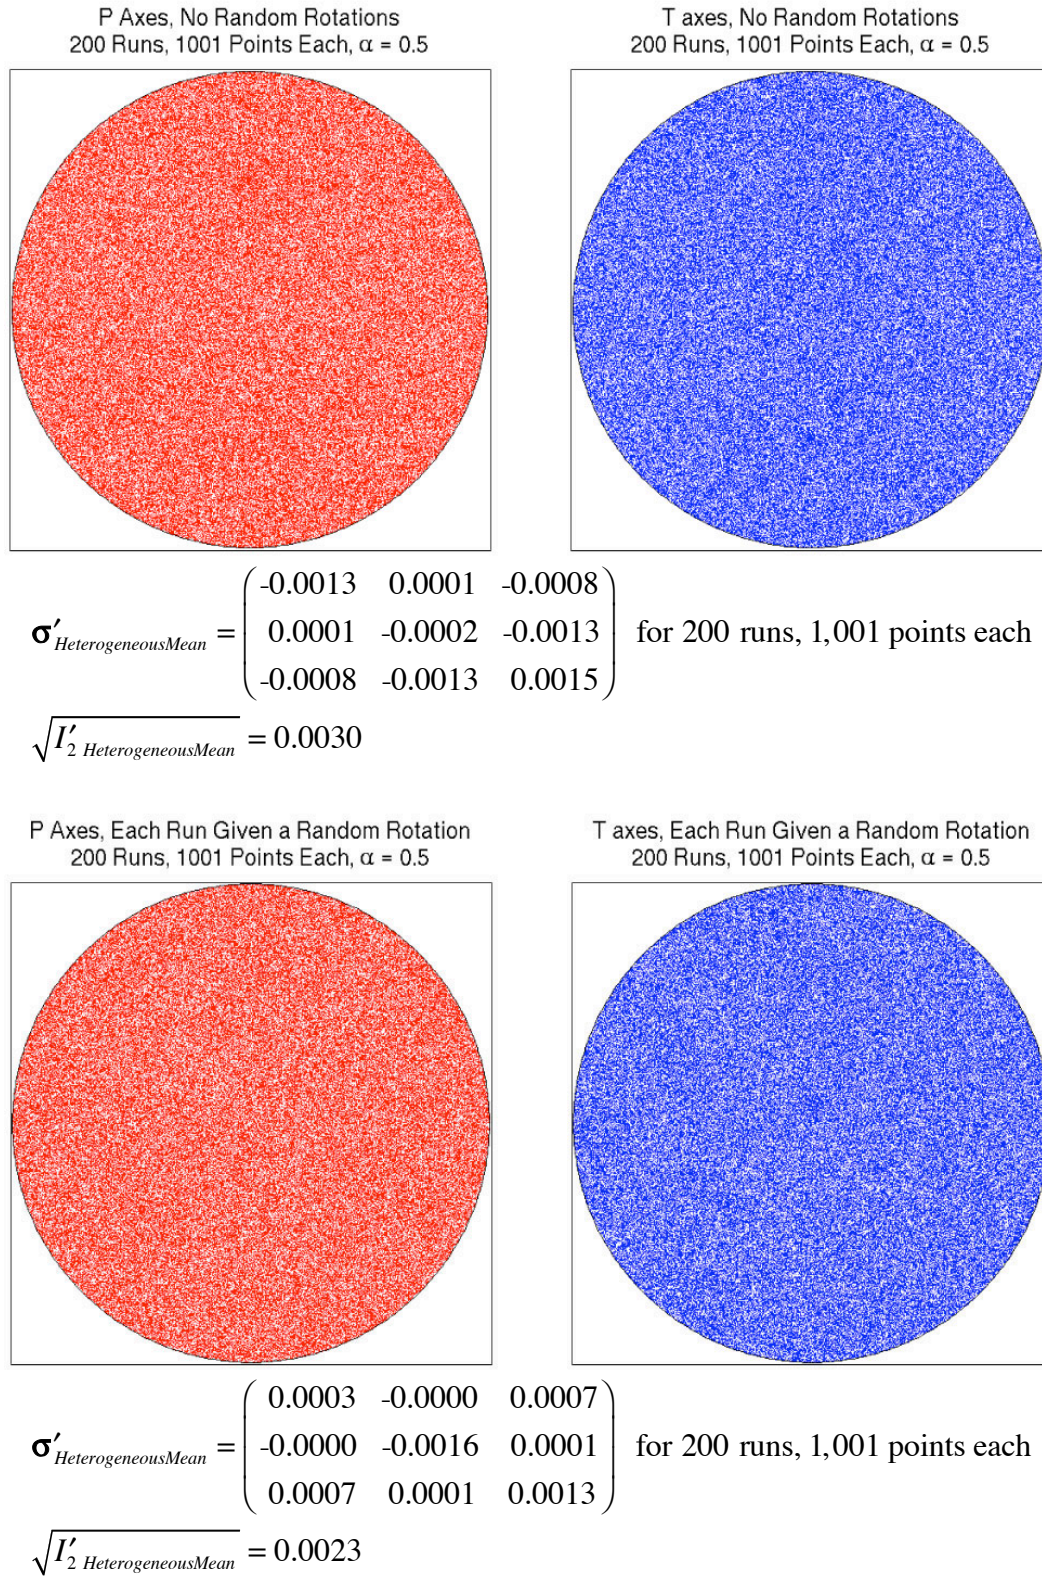 P Axes, No Random Rotations
200 Runs, 1001 Points Each, α = 0.5
T axes, No Random Rotations
200 Runs, 1001 Points Each, α = 0.5
-0.0013 0.0001 -0.0008
σ′HeterogeneousMean = 0.0001 -0.0002 -0.0013 for 200 runs, 1,001 points each
-0.0008 -0.0013 0.0015
√I′2 HeterogeneousMean = 0.0030
P Axes, Each Run Given a Random Rotation
200 Runs, 1001 Points Each, α = 0.5
T axes, Each Run Given a Random Rotation
200 Runs, 1001 Points Each, α = 0.5
0.0003 -0.0000 0.0007
σ′HeterogeneousMean = -0.0000 -0.0016 0.0001 for 200 runs, 1,001 points each
0.0007 0.0001 0.0013
√I′2 HeterogeneousMean = 0.0023